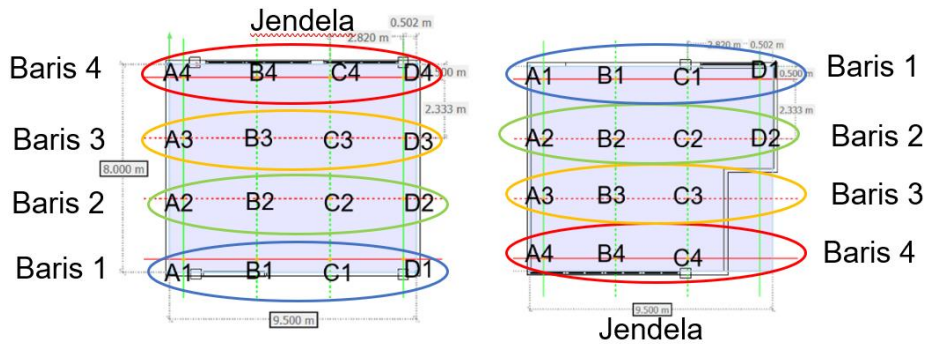 Jendela
0.502 m
2.820 m
Baris 4
A4 B4 C4 D4
Baris 3
A3 B3 C3 D3
2.333 m
8.000 m
Baris 2
A2 B2 C2 D2
Baris 1
A1 B1 C1 D1
9.500 m
2.820 m 0.502 m
A1 B1 C1 D1
Baris 1
0.500 m
2.333 m
A2 B2 C2 D2
Baris 2
A3 B3 C3
Baris 3
A4 B4 C4
Baris 4
9.500 m
Jendela